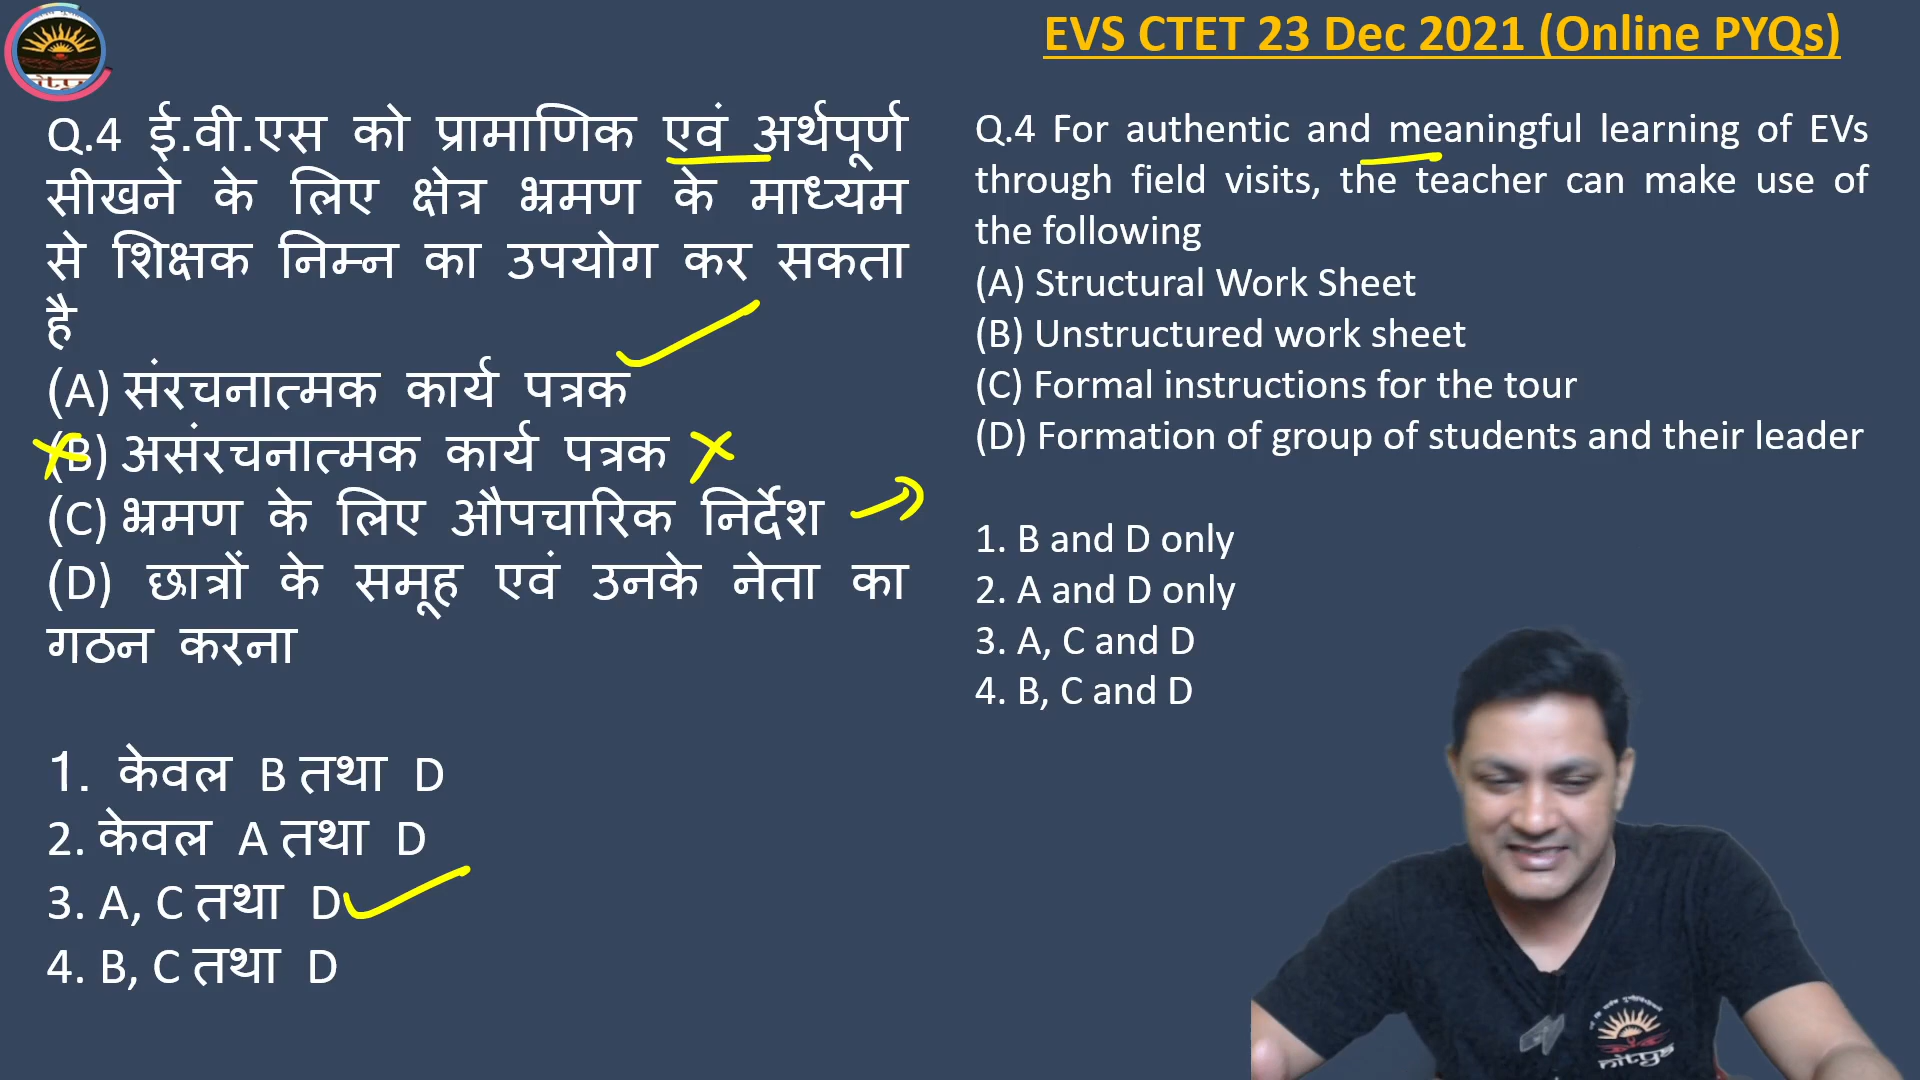 EVS CTET 23 Dec 2021 (Online PYQs)
Q.4 ई.वी.एस को प्रामाणिक एवं अर्थपूर्ण
सीखने के लिए क्षेत्र भ्रमण के माध्यम
से शिक्षक निम्न का उपयोग कर सकता
है
(A) संरचनात्मक कार्य पत्रक
(B) असंरचनात्मक कार्य पत्रक
(C) भ्रमण के लिए औपचारिक निर्देश
(D) छात्रों के समूह एवं उनके नेता का
गठन करना
1. केवल B तथा D
2. केवल A तथा D
3. A, C तथा D
4. B, C तथा D
Q.4 For authentic and meaningful learning of EVs
through field visits, the teacher can make use of
the following
(A) Structural Work Sheet
(B) Unstructured work sheet
(C) Formal instructions for the tour
(D) Formation of group of students and their leader
1. B and D only
2. A and D only
3. A, C and D
4. B, C and D
nitys